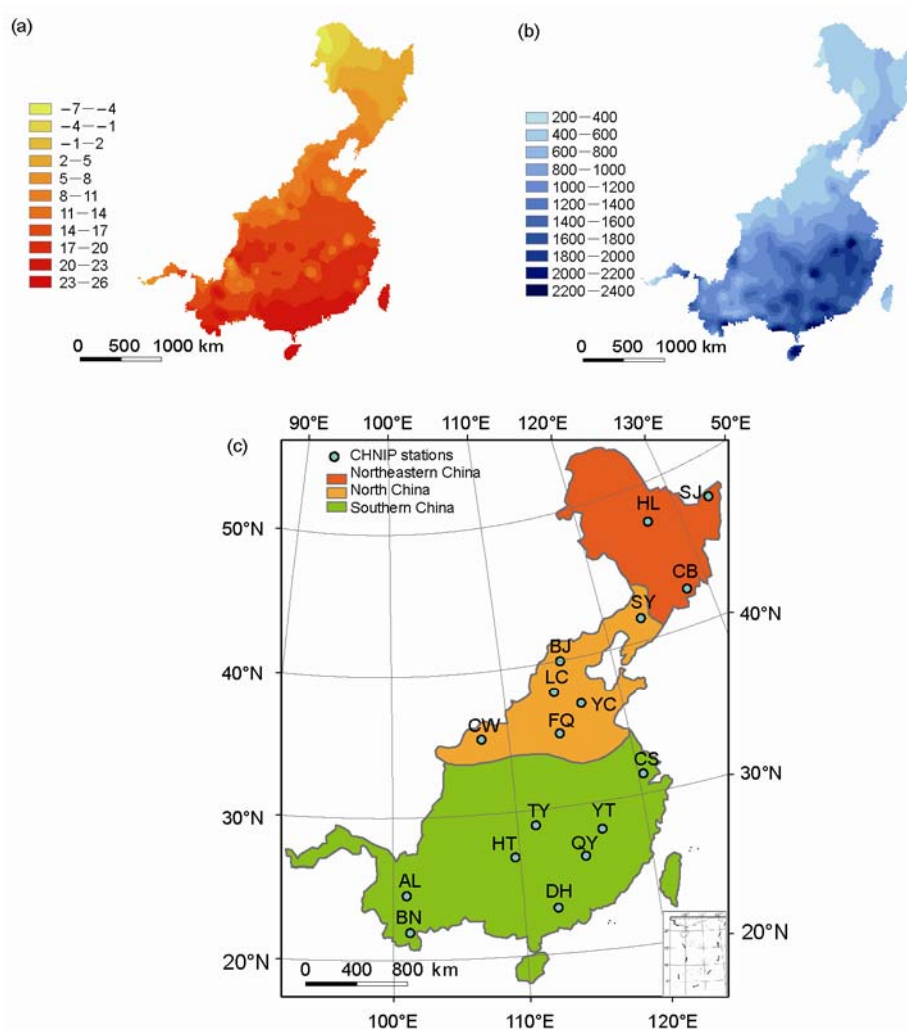 (a)
−7—−4
−4—−1
−1—2
2—5
5—8
8—11
11—14
14—17
17—20
20—23
23—26
0 500 1000 km
(b)
200—400
400—600
600—800
800—1000
1000—1200
1200—1400
1400—1600
1600—1800
1800—2000
2000—2200
2200—2400
0 500 1000 km
90°E 100°E 110°E 120°E 130°E 50°E
(c)
CHNIP stations
Northeastern China
North China
Southern China
HL
SJ
50°N
CB
SY
40°N
BJ
LC
YC
40°N
CW
FQ
CS
30°N
30°N
TY
YT
HT
QY
AL
DH
BN
20°N
20°N
0 400 800 km
100°E 110°E 120°E